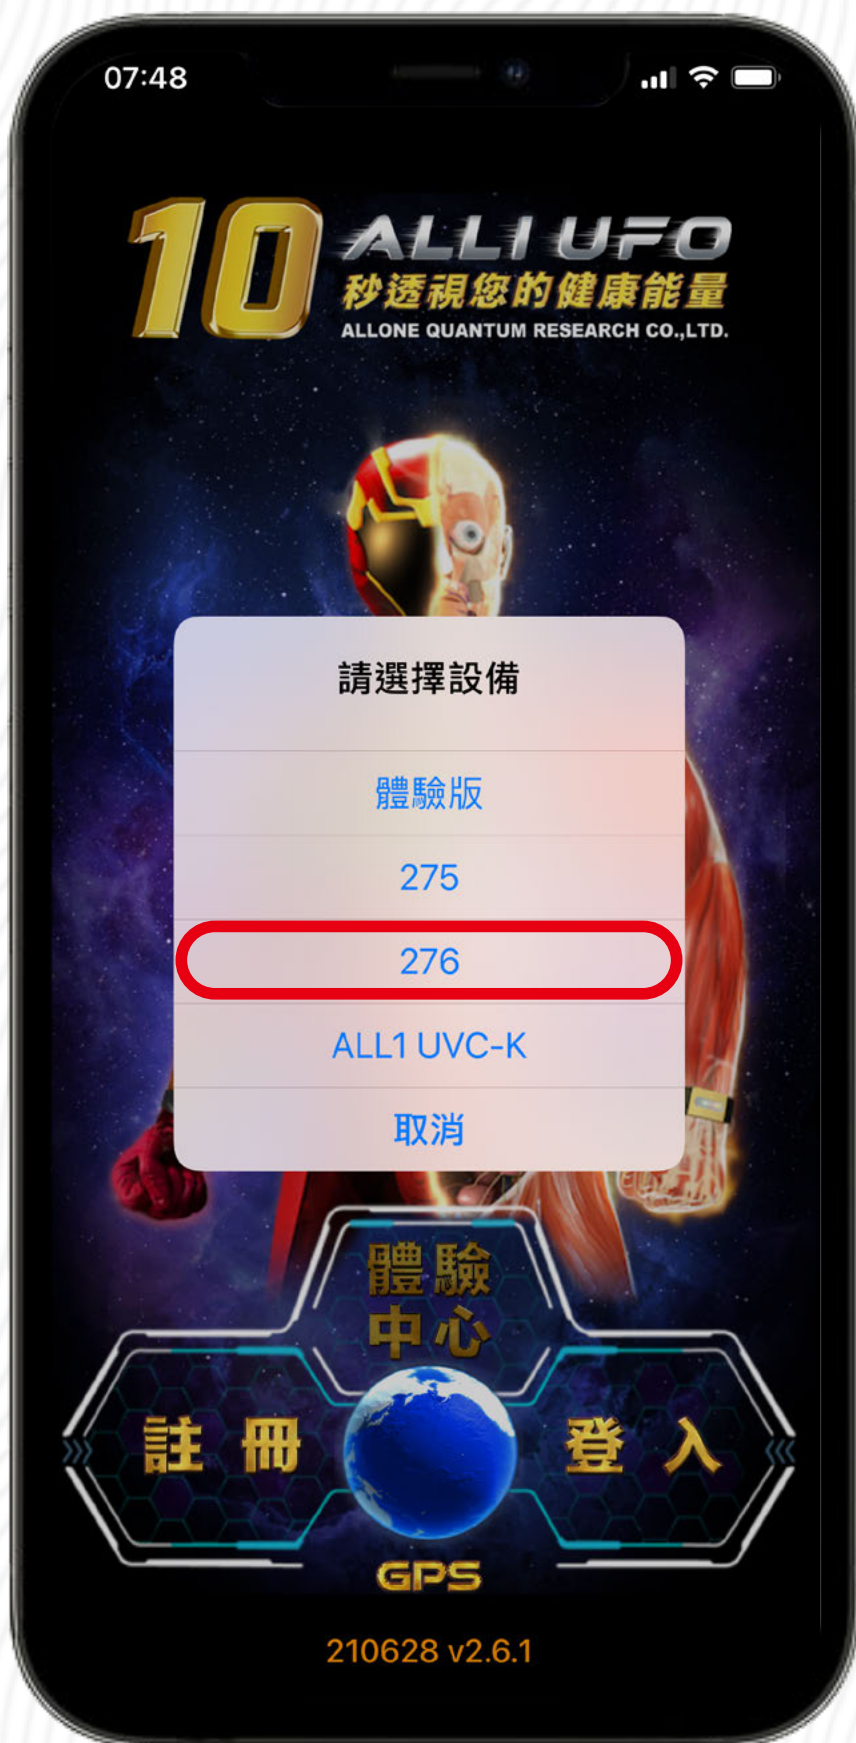 07:48
10
ALLI UFO
秒透視您的健康能量
ALLONE QUANTUM RESEARCH CO.,LTD.
請選擇設備
體驗版
275
276
ALL1 UVC-K
取消
體驗
中心
註冊
登入
GPS
210628 v2.6.1